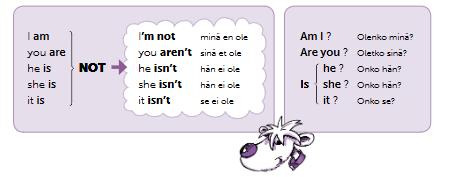 I am
you are
he is
she is
it is
NOT
I'm not minä en ole
you aren't sinä et ole
he isn't hän ei ole
she isn't hän ei ole
it isn't se ei ole
Am I ? Olenko minä?
Are you ? Oletko sinä?
Is
he ? Onko hän?
she ? Onko hän?
it ? Onko se?